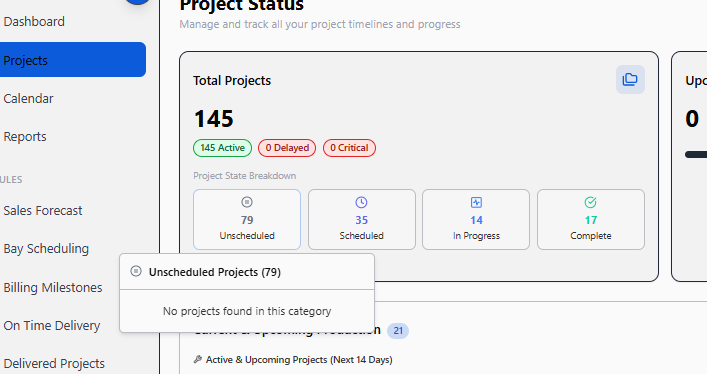 Dashboard
Projects
Calendar
Reports
ULES
Sales Forecast
Bay Scheduling
Billing Milestones
On Time Delivery
Delivered Projects
Project Status
Manage and track all your project timelines and progress
Total Projects
145
145 Active 0 Delayed 0 Critical
Project State Breakdown
79
Unscheduled
35
Scheduled
14
In Progress
17
Complete
Upc
0
Unscheduled Projects (79)
No projects found in this category
Current & Upcoming Production 21
Active & Upcoming Projects (Next 14 Days)